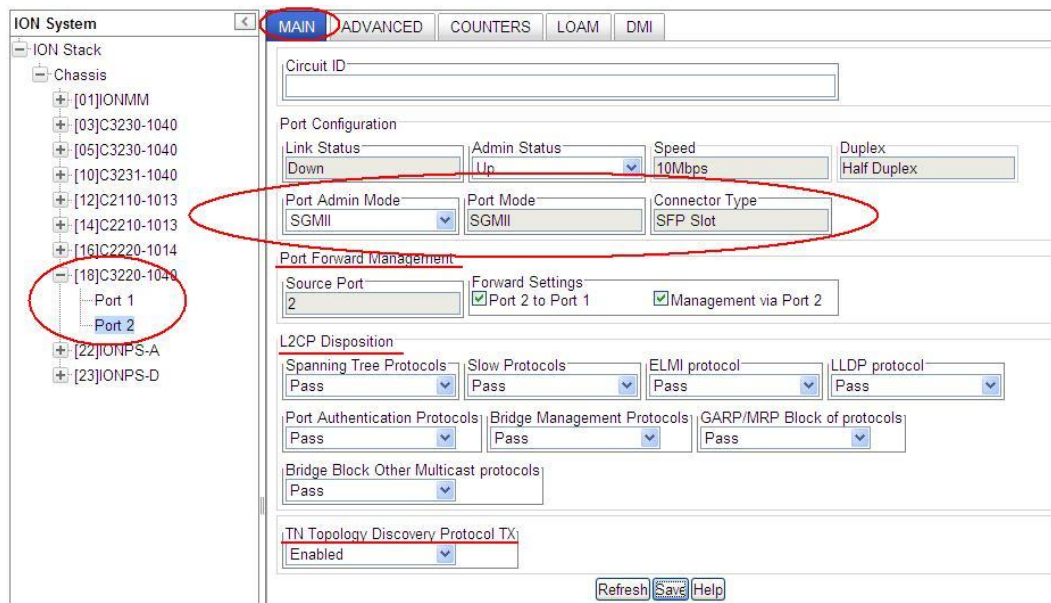 ION System
ION Stack
Chassis
[01]IONMM
[03]C3230-1040
[05]C3230-1040
[10]C3231-1040
[12]C2110-1013
[14]C2210-1013
[16]C2220-1014
[18]C3220-1040
Port 1
Port 2
[22]IONPS-A
[23]IONPS-D
MAIN ADVANCED COUNTERS LOAM DMI
Circuit ID
Port Configuration
Link Status Admin Status Speed Duplex
Down Up 10Mbps Half Duplex
Port Admin Mode Port Mode Connector Type
SGMII SGMII SFP Slot
Port Forward Management
Source Port Forward Settings
2 Port 2 to Port 1 Management via Port 2
L2CP Disposition
Spanning Tree Protocols Slow Protocols ELMI protocol LLDP protocol
Pass Pass Pass Pass
Port Authentication Protocols Bridge Management Protocols GARP/MRP Block of protocols
Pass Pass Pass
Bridge Block Other Multicast protocols
Pass
TN Topology Discovery Protocol TX
Enabled
Refresh Save Help